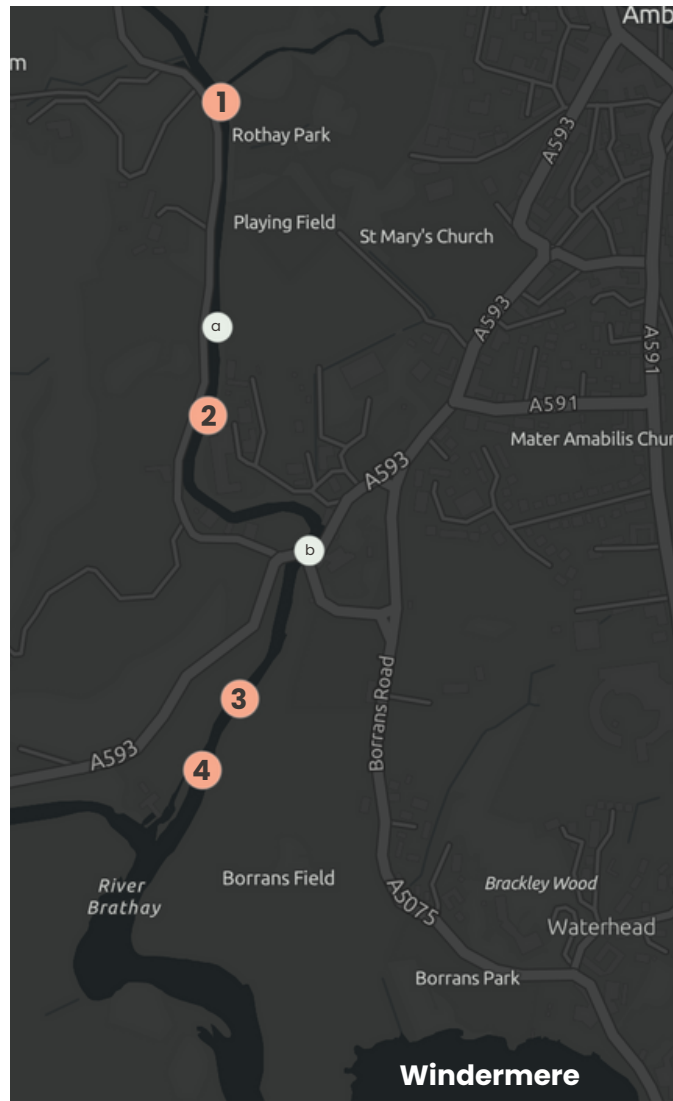 Amb
m
1
Rothay Park
A593
Playing Field
St Mary's Church
A593
a
A591
2
A591
Mater Amabilis Chur
A593
b
Borrans Road
3
A593
4
River
Brathay
Borrans Field
A5075
Brackley Wood
Waterhead
Borrans Park
Windermere